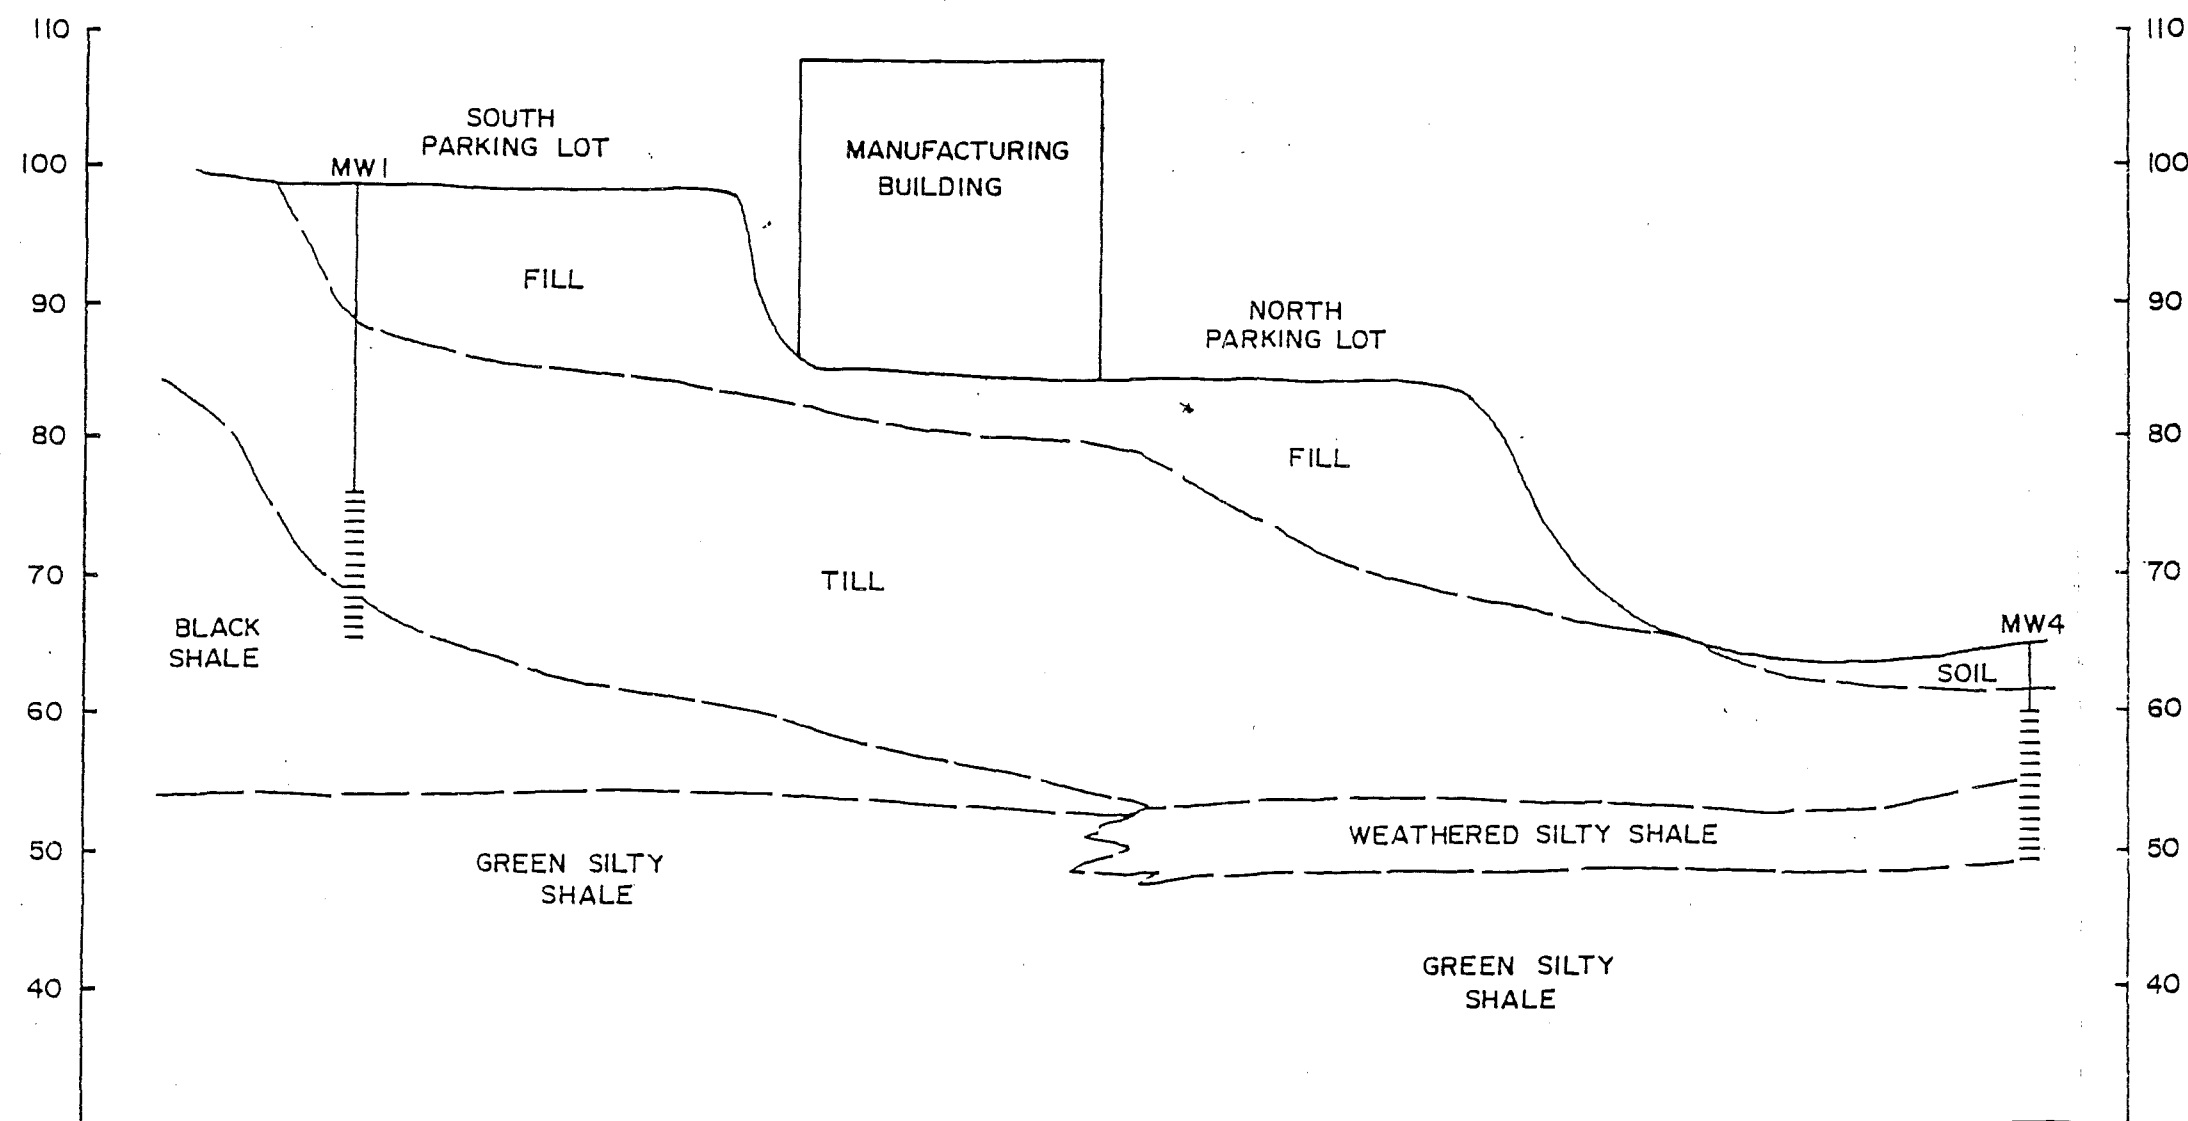 110
110
SOUTH
PARKING LOT
MANUFACTURING
BUILDING
100
MW1
100
FILL
90
90
NORTH
PARKING LOT
80
80
FILL
70
TILL
70
BLACK
SHALE
MW4
SOIL
60
60
WEATHERED SILTY SHALE
50
50
GREEN SILTY
SHALE
GREEN SILTY
SHALE
40
40